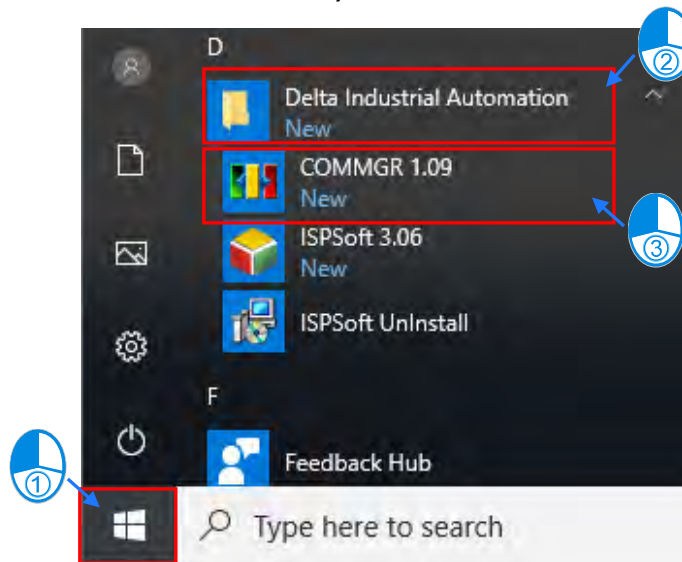 D
②
Delta Industrial Automation
New
COMMGR 1.09
New
③
ISPSoft 3.06
New
ISPSoft UnInstall
F
Feedback Hub
①
Type here to search